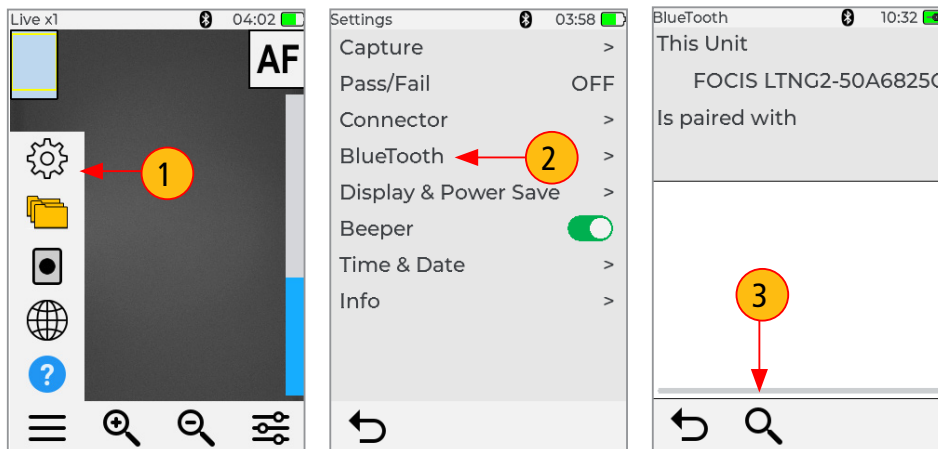 Live x1 04:02
AF
1
?
Settings 03:58
Capture >
Pass/Fail OFF
Connector >
BlueTooth 2 >
Display & Power Save >
Beeper
Time & Date >
Info >
BlueTooth 10:32
This Unit
FOCIS LTNG2-50A6825
Is paired with
3